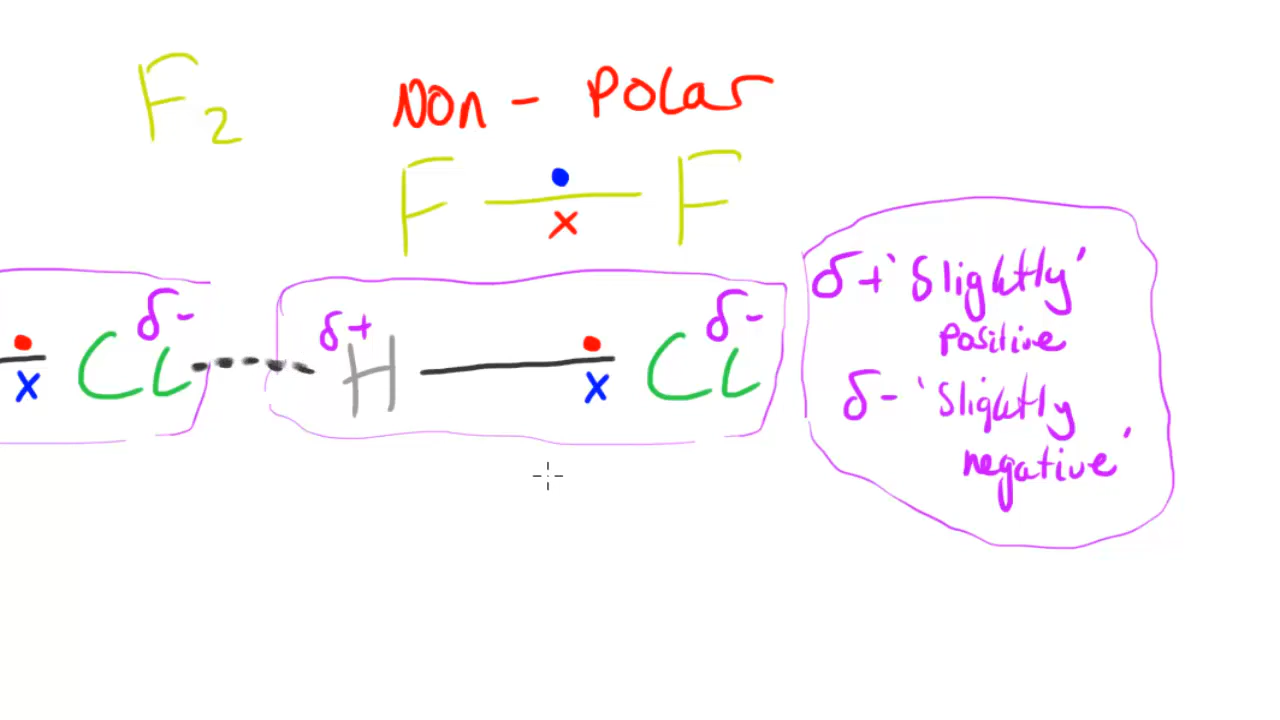 F₂
Non - Polar
F • x F
δ+ 'Slightly'
positive
δ- 'Slightly
negative'
• x Cl δ- δ+ H • x Cl δ-